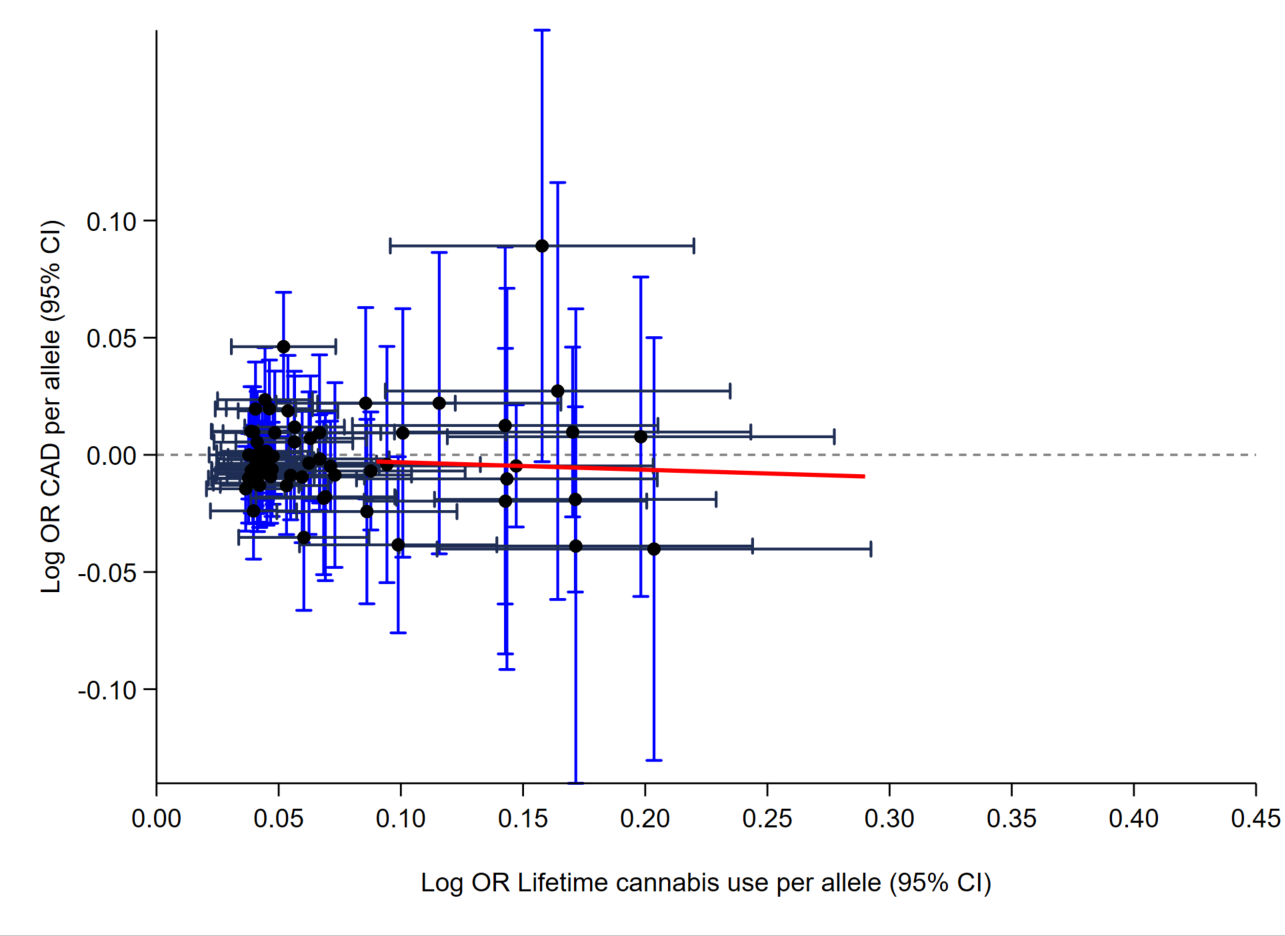 Log OR CAD per allele (95% CI)
0.10
0.05
0.00
-0.05
-0.10
0.00 0.05 0.10 0.15 0.20 0.25 0.30 0.35 0.40 0.45
Log OR Lifetime cannabis use per allele (95% CI)